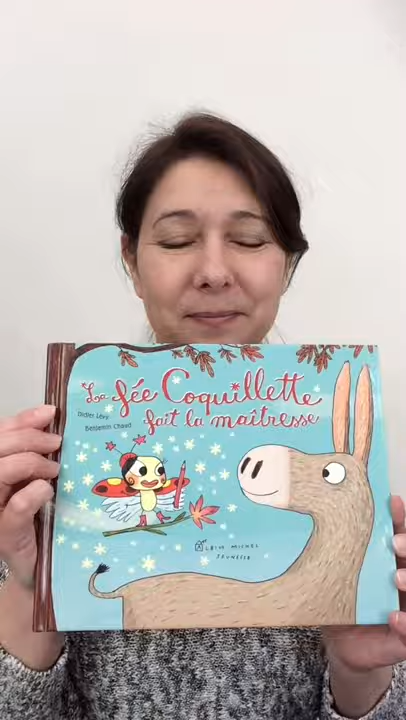 La fée Coquillette
fait la maîtresse
Didier Lévy
Benjamin Chaud
ALBIN MICHEL
JEUNESSE